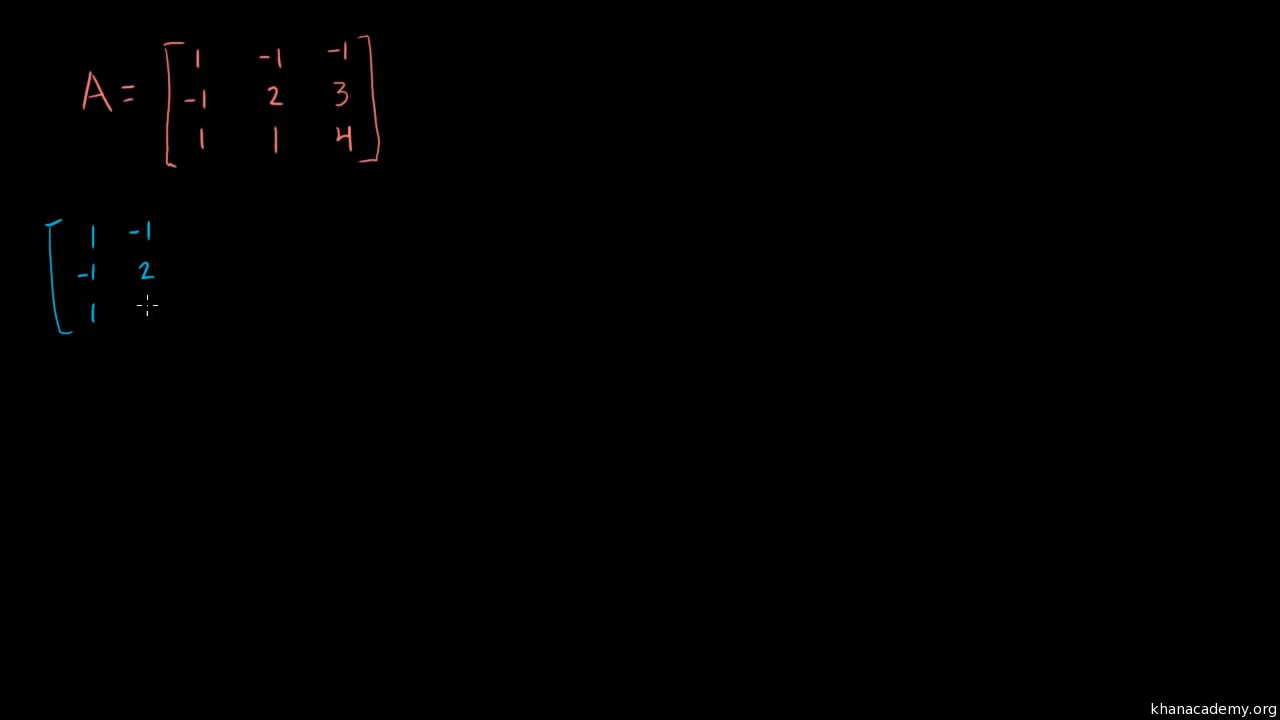 1 -1 -1
A = -1 2 3
1 1 4
1 -1
-1 2
1
khanacademy.org